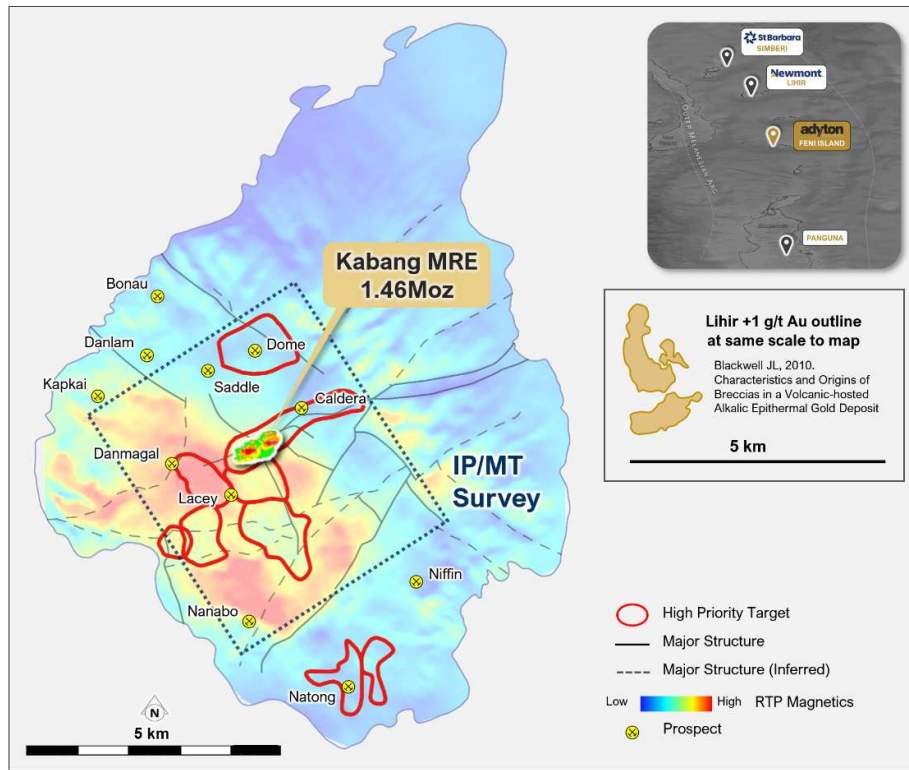 St Barbara
SIMBERI
Newmont
LIHIR
OUTER MELANESIAN ARC
adyton
FENI ISLAND
PANGUNA
Kabang MRE
1.46Moz
Bonau
Danlam
Dome
Saddle
Kapkai
Caldera
Danmagal
Lacey
IP/MT
Survey
Niffin
Nanabo
Natong
Lihir +1 g/t Au outline
at same scale to map
Blackwell JL, 2010.
Characteristics and Origins of
Breccias in a Volcanic-hosted
Alkalic Epithermal Gold Deposit
5 km
High Priority Target
Major Structure
Major Structure (Inferred)
Low High RTP Magnetics
Prospect
N
5 km